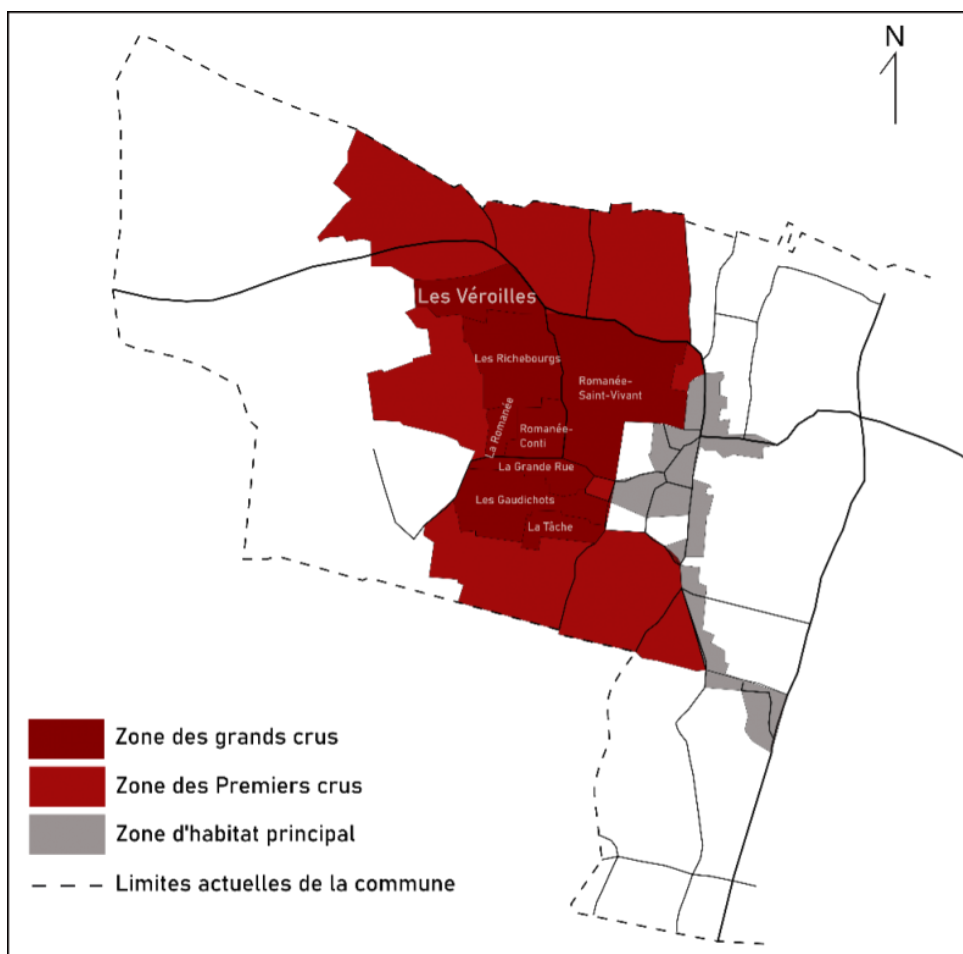 N
Les Véroilles
Les Richebourgs
Romanée-
Saint-Vivant
La Romanée
Romanée-
Conti
La Grande Rue
Les Gaudichots
La Tâche
Zone des grands crus
Zone des Premiers crus
Zone d'habitat principal
Limites actuelles de la commune